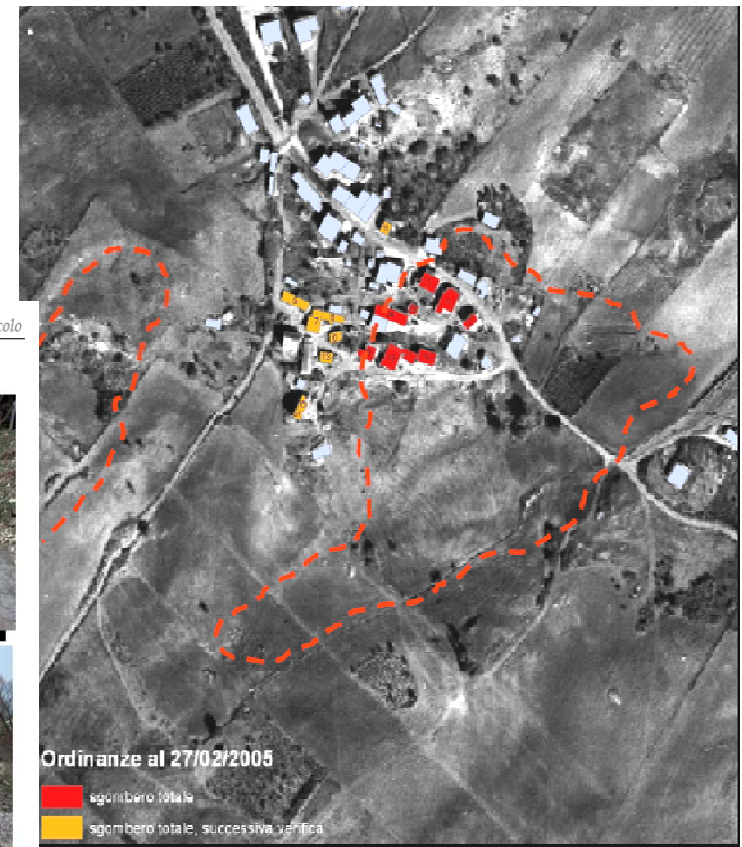 colo
Ordinanze al 27/02/2005
sgombero totale
sgombero totale, successiva verifica